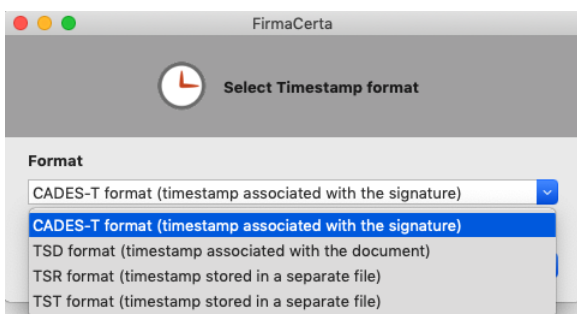 FirmaCerta
Select Timestamp format
Format
CADES-T format (timestamp associated with the signature)
CADES-T format (timestamp associated with the signature)
TSD format (timestamp associated with the document)
TSR format (timestamp stored in a separate file)
TST format (timestamp stored in a separate file)